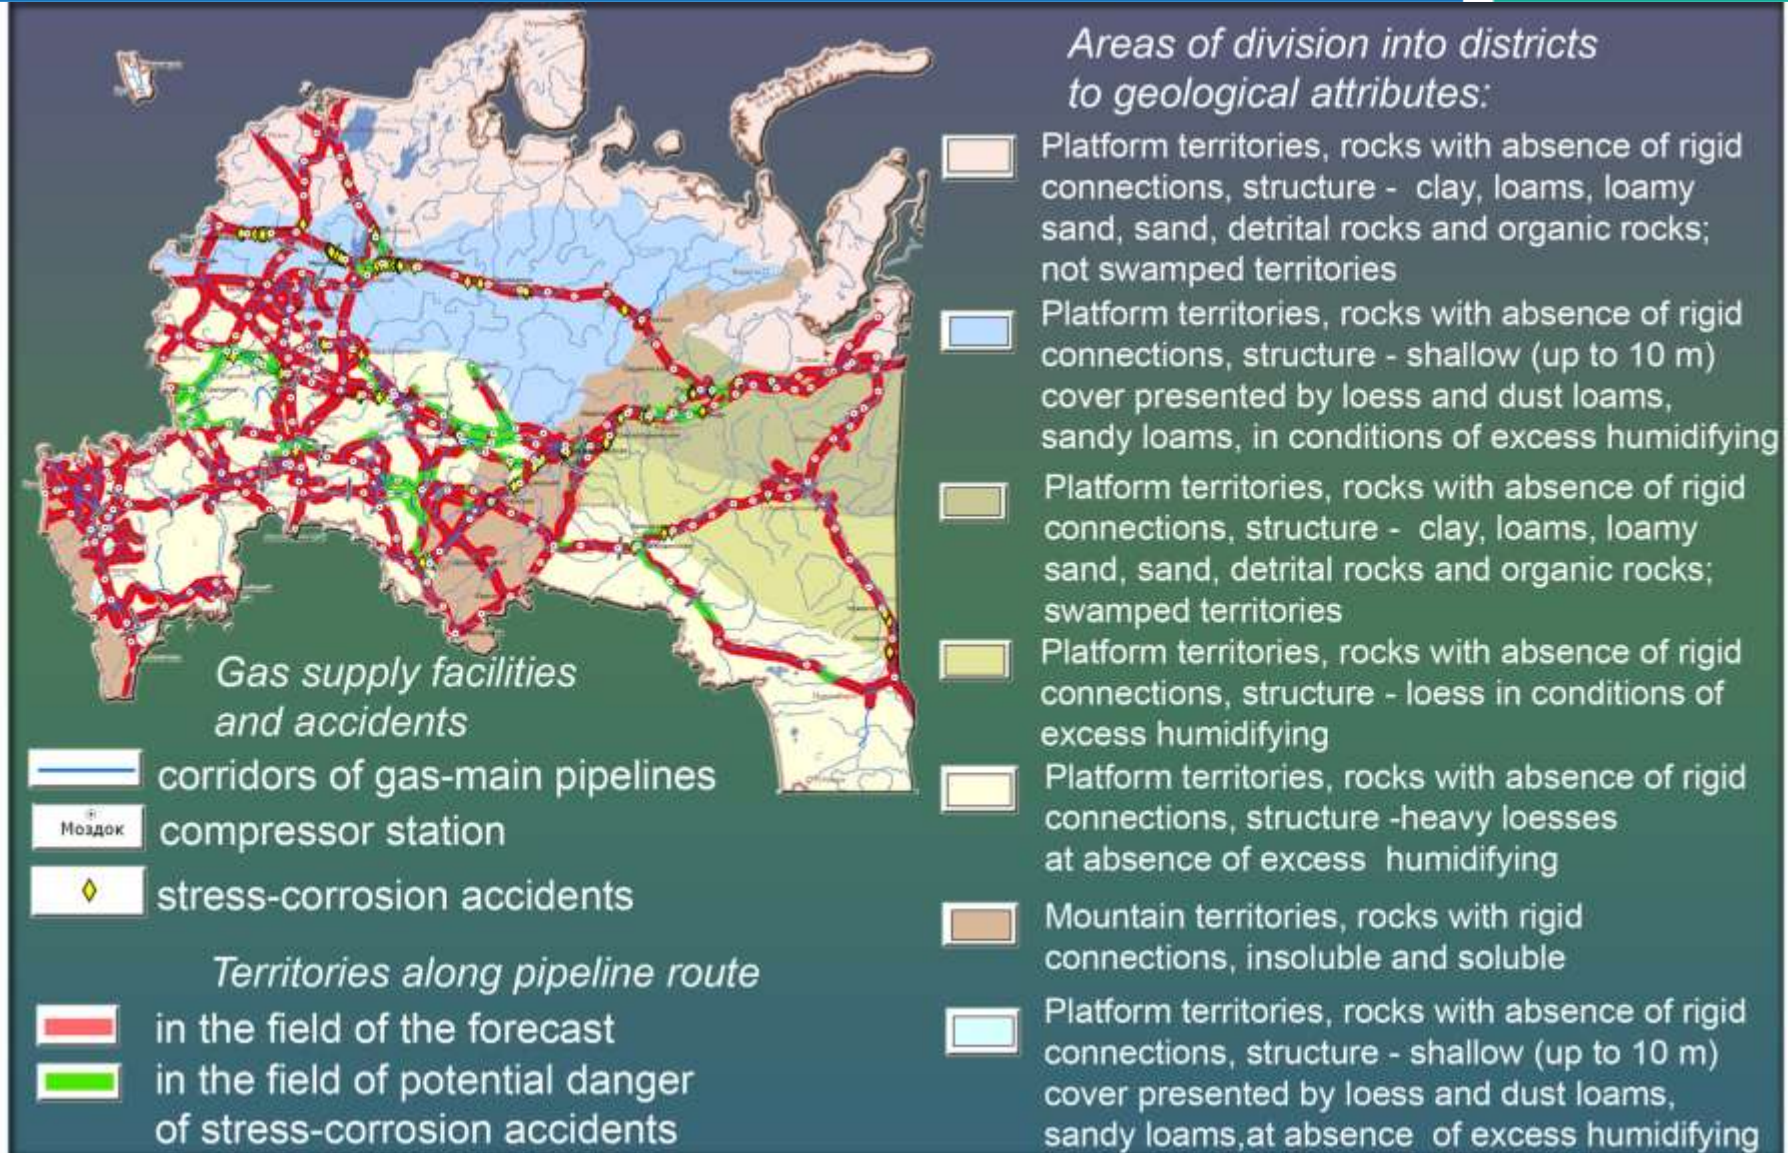 Areas of division into districts
to geological attributes:
Platform territories, rocks with absence of rigid
connections, structure -  clay, loams, loamy
sand, sand, detrital rocks and organic rocks;
not swamped territories
Platform territories, rocks with absence of rigid
connections, structure - shallow (up to 10 m)
cover presented by loess and dust loams,
sandy loams, in conditions of excess humidifying
Platform territories, rocks with absence of rigid
connections, structure -  clay, loams, loamy
sand, sand, detrital rocks and organic rocks;
swamped territories
Platform territories, rocks with absence of rigid
connections, structure - loess in conditions of
excess humidifying
Platform territories, rocks with absence of rigid
connections, structure -heavy loesses
at absence of excess  humidifying
Mountain territories, rocks with rigid
connections, insoluble and soluble
Platform territories, rocks with absence of rigid
connections, structure - shallow (up to 10 m)
cover presented by loess and dust loams,
sandy loams,at absence  of excess humidifying
Gas supply facilities
and accidents
corridors of gas-main pipelines
Моздок
compressor station
stress-corrosion accidents
Territories along pipeline route
in the field of the forecast
in the field of potential danger
of stress-corrosion accidents